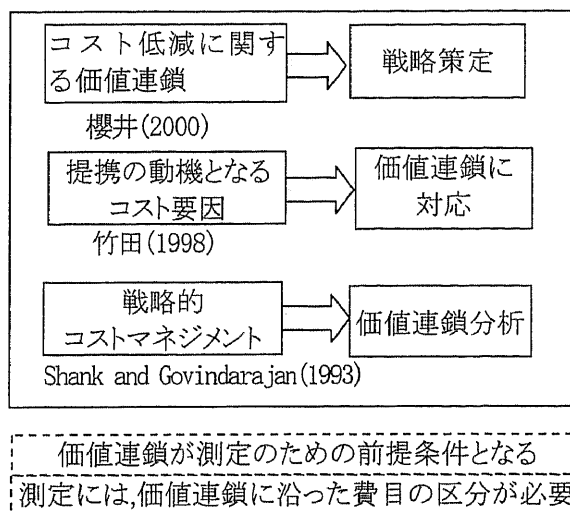 コスト低減に関す
る価値連鎖
戦略策定
櫻井(2000)
提携の動機となる
コスト要因
価値連鎖に
対応
竹田(1998)
戦略的
コストマネジメント
価値連鎖分析
Shank and Govindarajan(1993)
価値連鎖が測定のための前提条件となる
測定には,価値連鎖に沿った費目の区分が必要